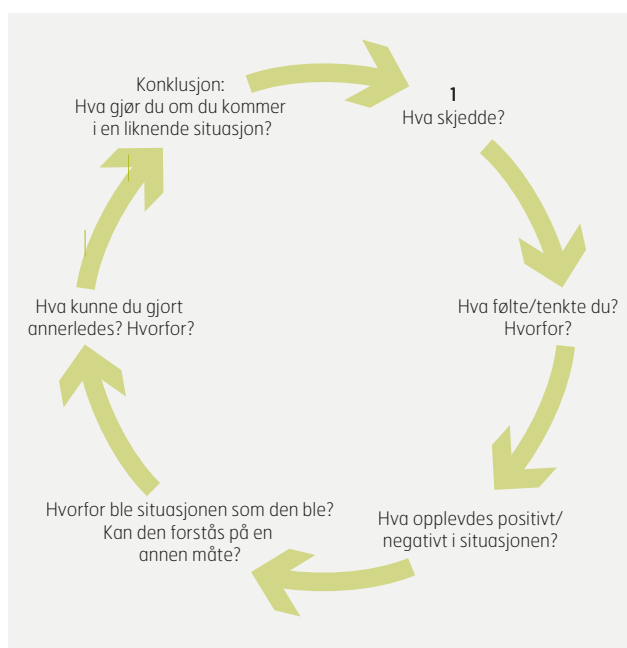 1
Hva skjedde?
Hva følte/tenkte du?
Hvorfor?
Hva opplevdes positivt/
negativt i situasjonen?
Hvorfor ble situasjonen som den ble?
Kan den forstås på en
annen måte?
Hva kunne du gjort
annerledes? Hvorfor?
Konklusjon:
Hva gjør du om du kommer
i en liknende situasjon?